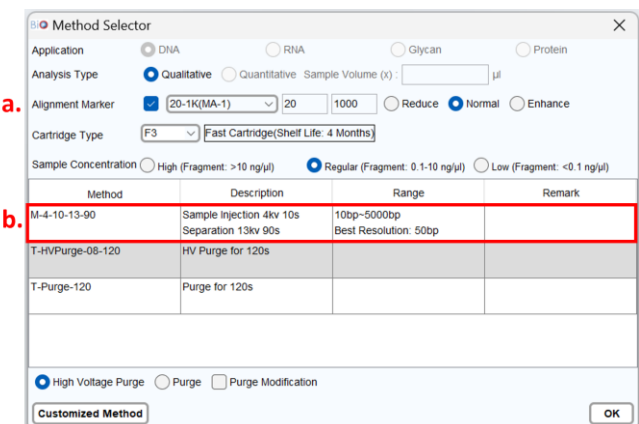 BiO Method Selector
Application DNA RNA Glycan Protein
Analysis Type Qualitative Quantitative Sample Volume (x) : µl
a. Alignment Marker 20-1K(MA-1) 20 1000 Reduce Normal Enhance
Cartridge Type F3 Fast Cartridge(Shelf Life: 4 Months)
Sample Concentration High (Fragment: >10 ng/µl) Regular (Fragment: 0.1-10 ng/µl) Low (Fragment: <0.1 ng/µl)
Method Description Range Remark
b. M-4-10-13-90 Sample Injection 4kv 10s 10bp~5000bp
Separation 13kv 90s Best Resolution: 50bp
T-HVPurge-08-120 HV Purge for 120s
T-Purge-120 Purge for 120s
High Voltage Purge Purge Purge Modification
Customized Method OK